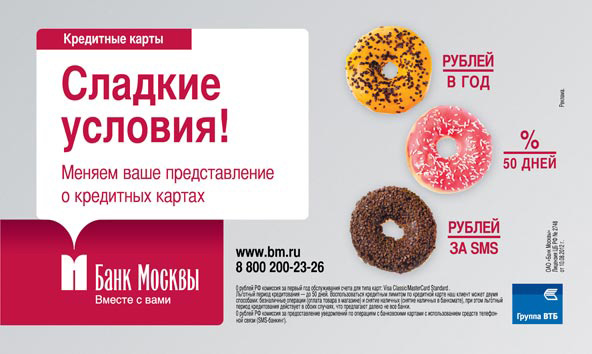 Кредитные карты
Сладкие
условия!
Меняем ваше представление
о кредитных картах
Банк Москвы
Вместе с вами
РУБЛЕЙ
В ГОД
%
50 ДНЕЙ
РУБЛЕЙ
ЗА SMS
www.bm.ru
8 800 200-23-26
0 рублей РФ комиссия за первый год обслуживания счета для типа карт: Visa Classic/MasterCard Standard.
Льготный период кредитования — до 50 дней. Воспользоваться кредитным лимитом по кредитной карте наш клиент может двумя
способами: безналичные операции (оплата товара в магазине) и снятие наличных (снятие наличных в банкомате), при этом льготный
период кредитования действует в обоих случаях, что предлагают далеко не все банки.
0 рублей РФ комиссия за предоставление уведомлений по операциям с банковскими картами с использованием средств телефон-
ной связи (SMS-банкинг).
Реклама.
ОАО «Банк Москвы»
Лицензия ЦБ РФ № 2748
от 10.08.2012 г.
Группа ВТБ